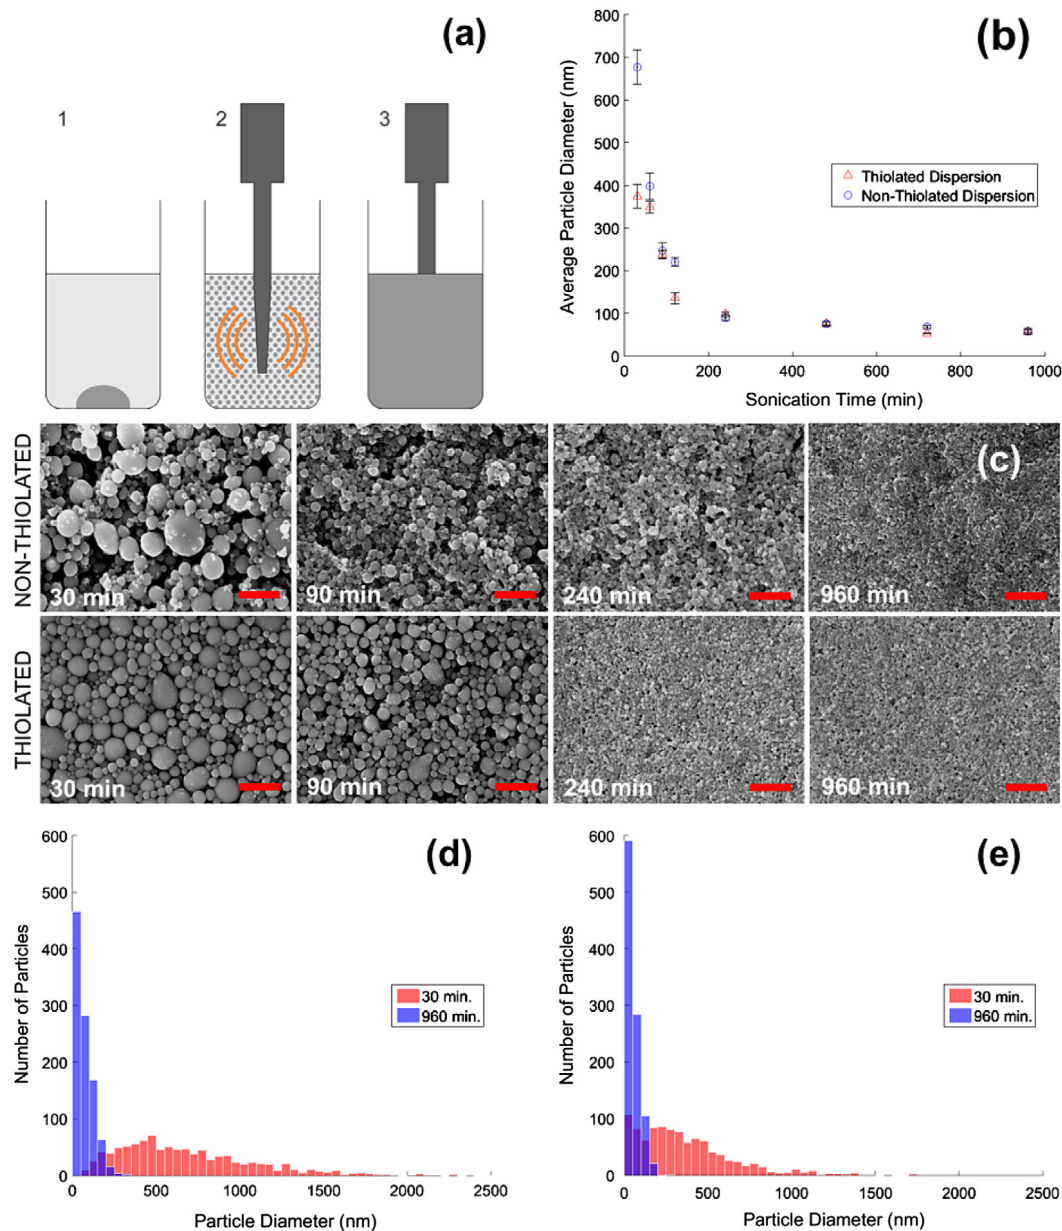 (a)
1
2
3
(b)
800
700
600
500
400
300
200
100
0
Average Particle Diameter (nm)
Thiolated Dispersion
Non-Thiolated Dispersion
0 200 400 600 800 1000
Sonication Time (min)
NON-THIOLATED
30 min
90 min
240 min
960 min
(c)
THIOLATED
30 min
90 min
240 min
960 min
(d)
600
500
400
300
200
100
0
Number of Particles
30 min.
960 min.
0 500 1000 1500 2000 2500
Particle Diameter (nm)
(e)
600
500
400
300
200
100
0
Number of Particles
30 min.
960 min.
0 500 1000 1500 2000 2500
Particle Diameter (nm)